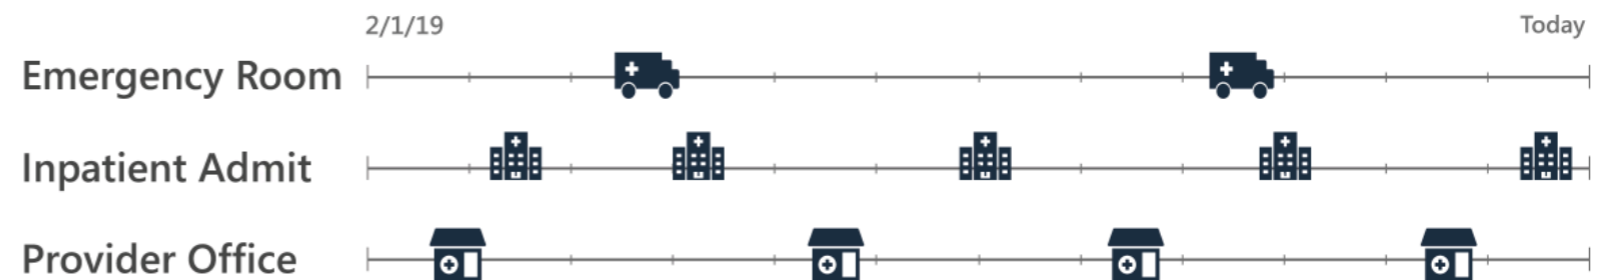 2/1/19
Today
Emergency Room
Inpatient Admit
Provider Office